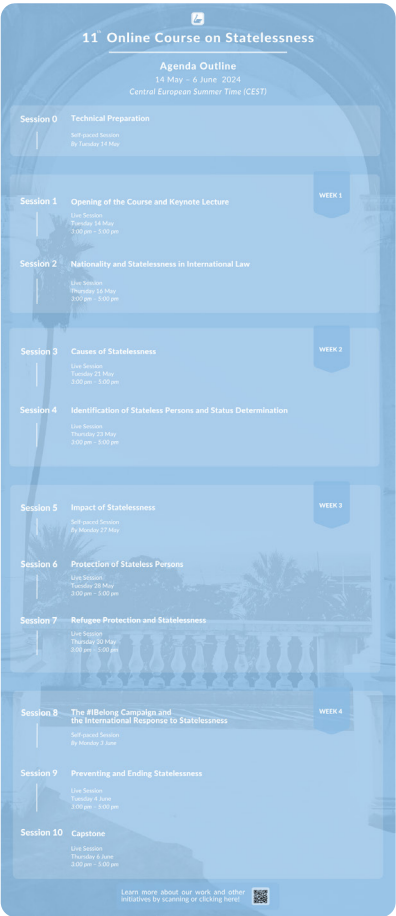 11 Online Course on Statelessness
Agenda Outline
14 May – 6 June 2024
Central European Summer Time (CEST)
Session 0
Technical Preparation
Self-paced Session
By Tuesday 14 May
WEEK 1
Session 1
Opening of the Course and Keynote Lecture
Live Session
Tuesday 14 May
3:00 pm – 5:00 pm
Session 2
Nationality and Statelessness in International Law
Live Session
Thursday 16 May
3:00 pm – 5:00 pm
WEEK 2
Session 3
Causes of Statelessness
Live Session
Tuesday 21 May
3:00 pm – 5:00 pm
Session 4
Identification of Stateless Persons and Status Determination
Live Session
Thursday 23 May
3:00 pm – 5:00 pm
WEEK 3
Session 5
Impact of Statelessness
Self-paced Session
By Monday 27 May
Session 6
Protection of Stateless Persons
Live Session
Tuesday 28 May
3:00 pm – 5:00 pm
Session 7
Refugee Protection and Statelessness
Live Session
Thursday 30 May
3:00 pm – 5:00 pm
WEEK 4
Session 8
The #IBelong Campaign and
the International Response to Statelessness
Self-paced Session
By Monday 3 June
Session 9
Preventing and Ending Statelessness
Live Session
Tuesday 4 June
3:00 pm – 5:00 pm
Session 10
Capstone
Live Session
Thursday 6 June
3:00 pm – 5:00 pm
Learn more about our work and other
initiatives by scanning or clicking here!